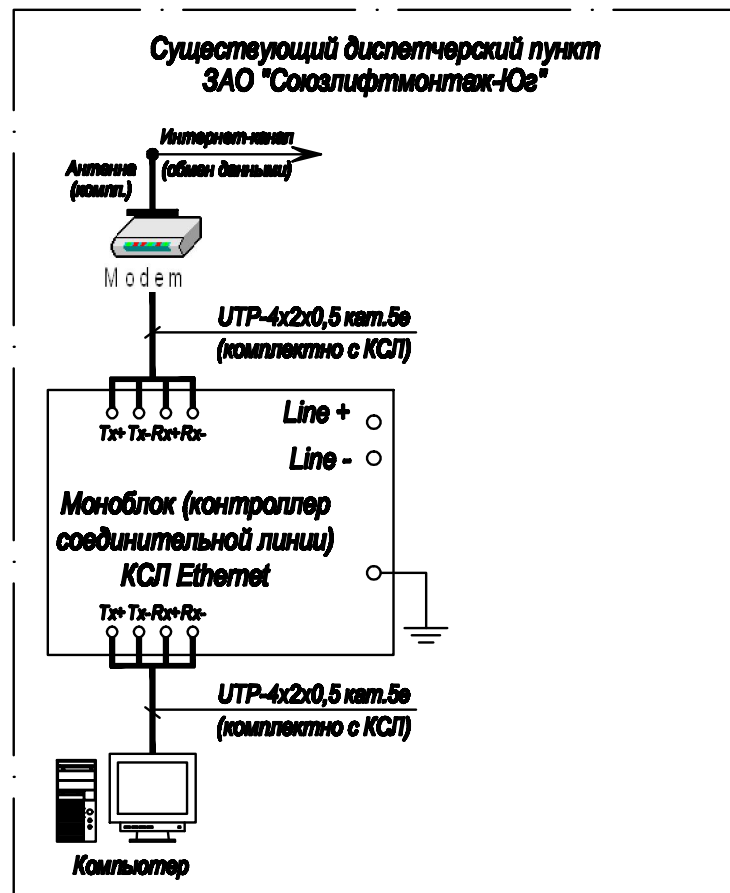 Существующий диспетчерский пункт
ЗАО "Союзлифтмонтаж-Юг"
Интернет-канал
(обмен данными)
Антенна
(компл.)
Modem
UTP-4x2x0,5 кат.5е
(комплектно с КСЛ)
Tx+ Tx- Rx+ Rx-
Line +
Line -
Моноблок (контроллер
соединительной линии)
КСЛ Ethernet
Tx+ Tx- Rx+ Rx-
UTP-4x2x0,5 кат.5е
(комплектно с КСЛ)
Компьютер